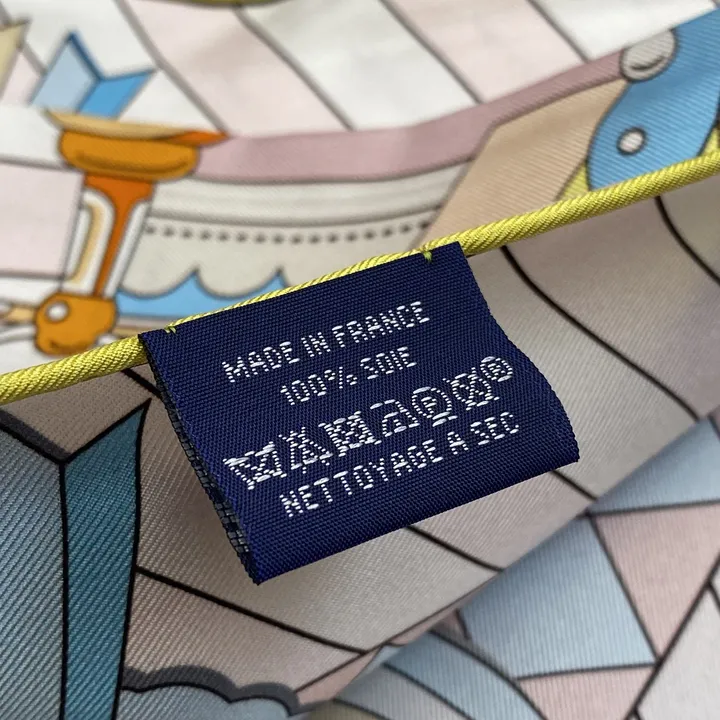 MADE IN FRANCE
100% SOIE
NETTOYAGE A SEC